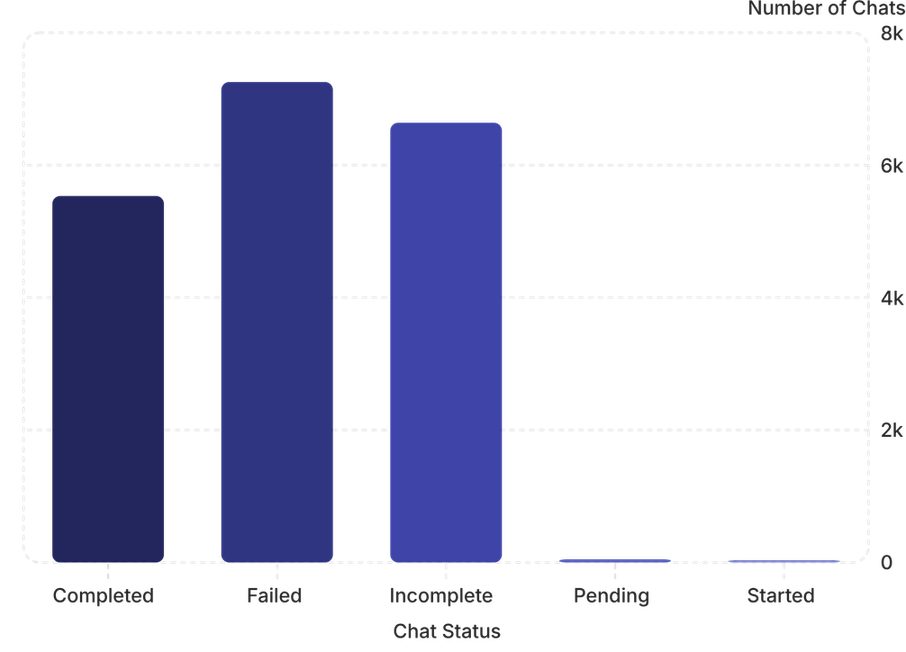 Number of Chats
8k
6k
4k
2k
0
Completed Failed Incomplete Pending Started
Chat Status